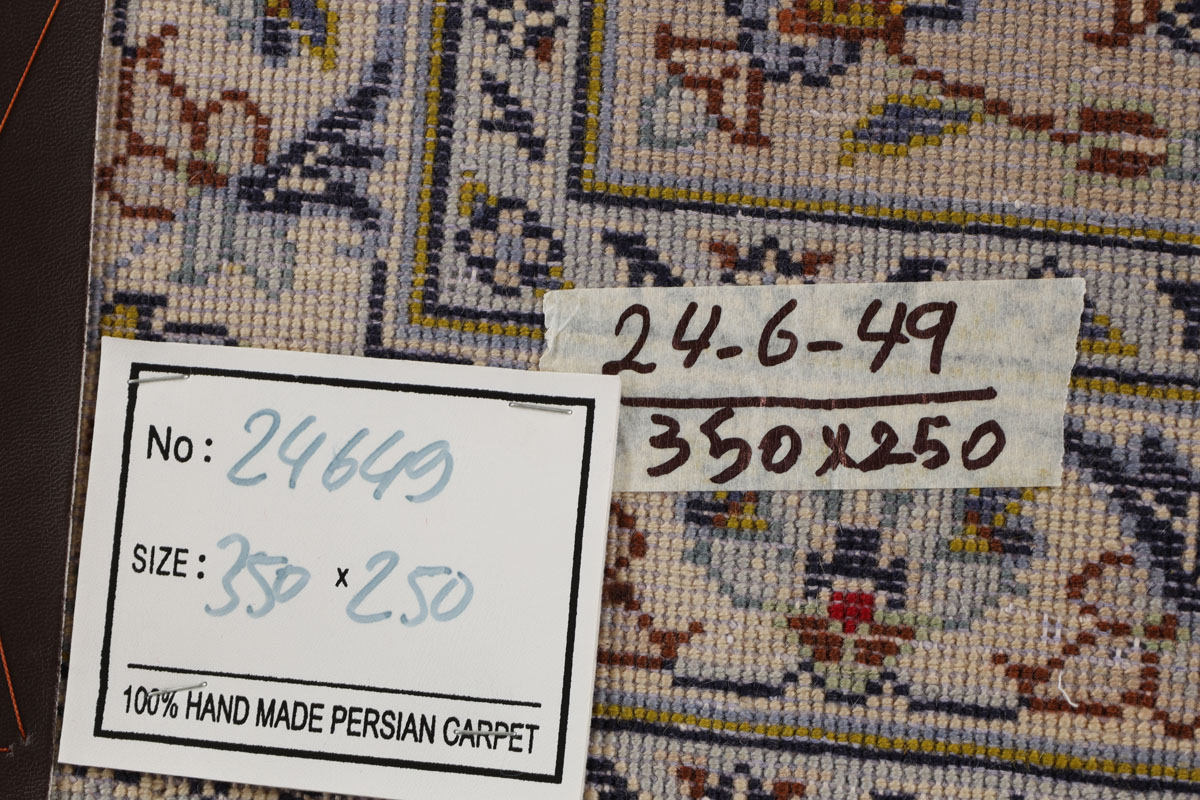 24-6-49
350x250
No: 24649
SIZE: 350 x 250
100% HAND MADE PERSIAN CARPET